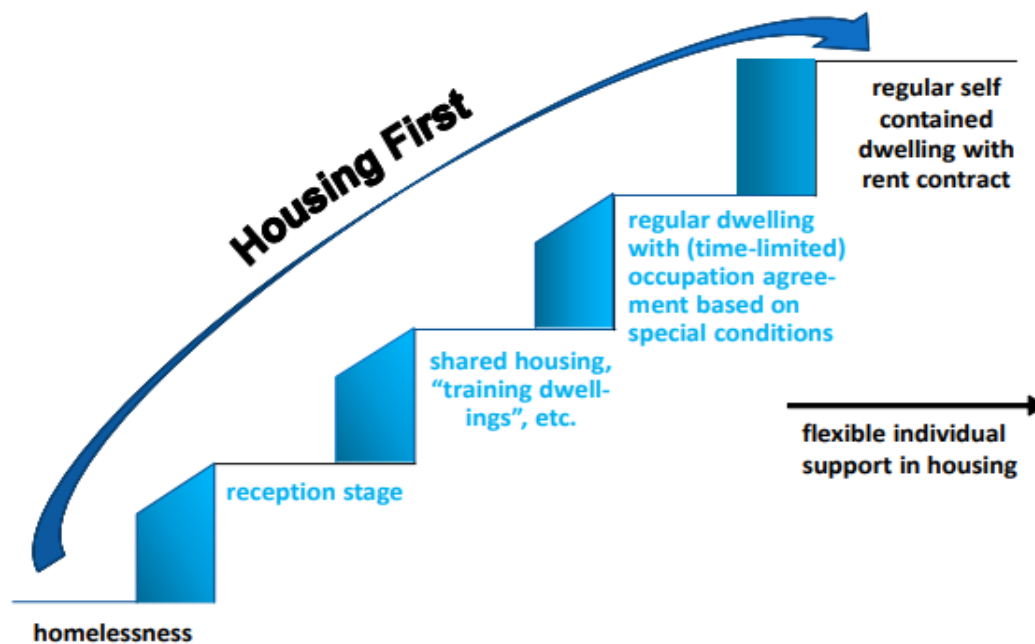 Housing First
regular self
contained
dwelling with
rent contract
regular dwelling
with (time-limited)
occupation agree-
ment based on
special conditions
shared housing,
“training dwell-
ings”, etc.
flexible individual
support in housing
reception stage
homelessness